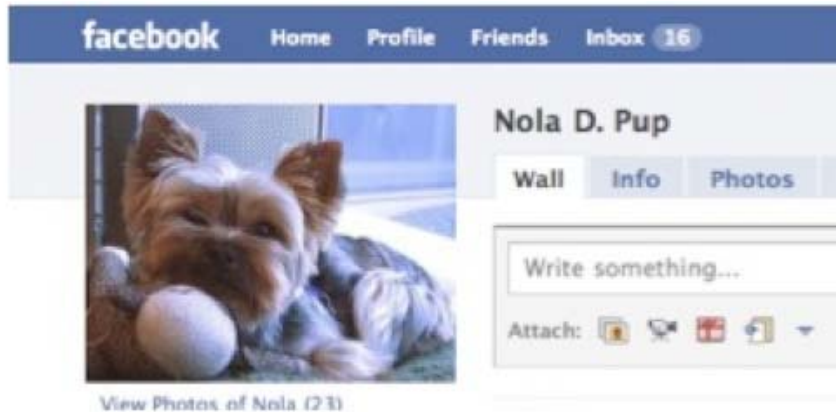 facebook Home Profile Friends Inbox 16
Nola D. Pup
Wall Info Photos
Write something...
Attach:
View Photos of Nola (23)